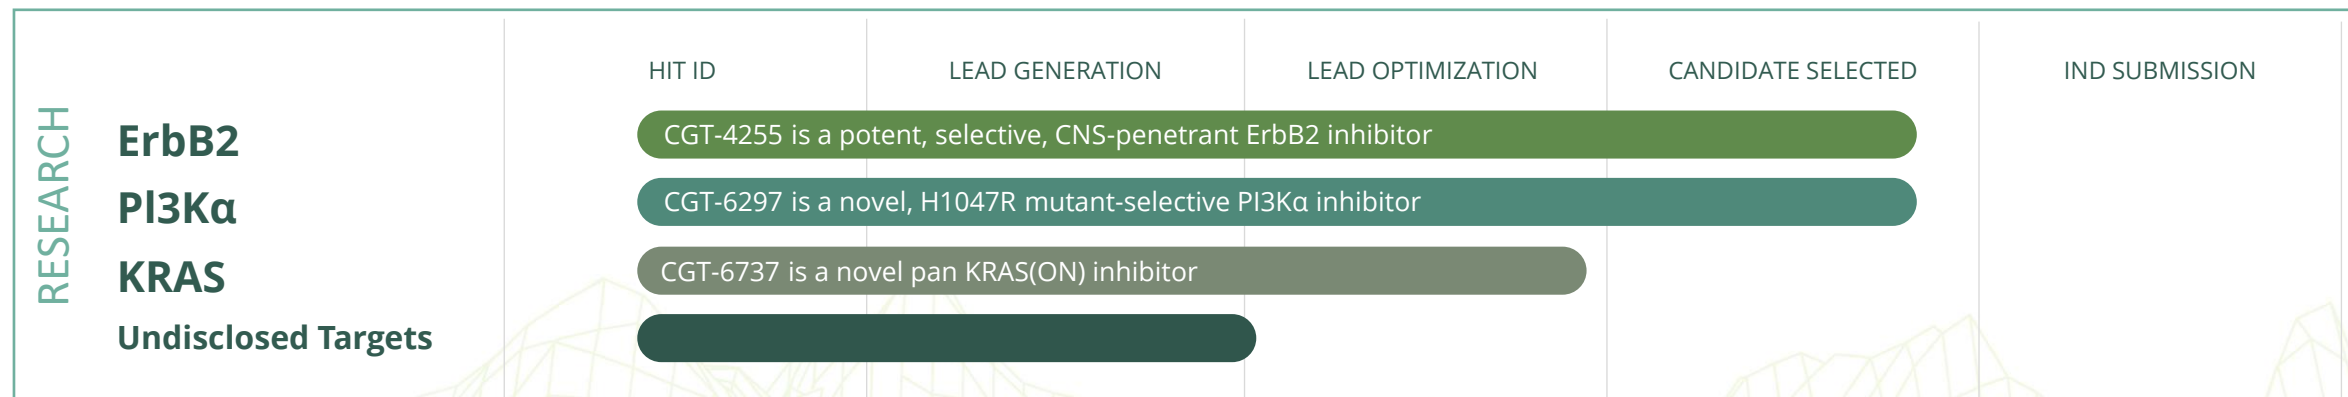 HIT ID
LEAD GENERATION
LEAD OPTIMIZATION
CANDIDATE SELECTED
IND SUBMISSION
RESEARCH
ErbB2
CGT-4255 is a potent, selective, CNS-penetrant ErbB2 inhibitor
Pl3Kα
CGT-6297 is a novel, H1047R mutant-selective PI3Kα inhibitor
KRAS
CGT-6737 is a novel pan KRAS(ON) inhibitor
Undisclosed Targets